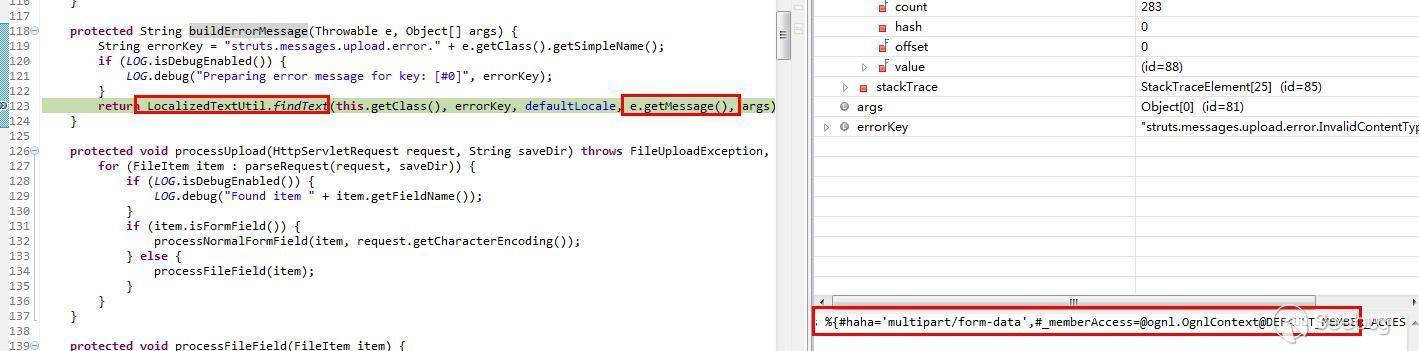 116 }
117
118 protected String buildErrorMessage(Throwable e, Object[] args) {
119 String errorKey = "struts.messages.upload.error." + e.getClass().getSimpleName();
120 if (LOG.isDebugEnabled()) {
121 LOG.debug("Preparing error message for key: [#0]", errorKey);
122 }
123 return LocalizedTextUtil.findText(this.getClass(), errorKey, defaultLocale, e.getMessage(), args)
124 }
125
126 protected void processUpload(HttpServletRequest request, String saveDir) throws FileUploadException,
127 for (FileItem item : parseRequest(request, saveDir)) {
128 if (LOG.isDebugEnabled()) {
129 LOG.debug("Found item " + item.getFieldName());
130 }
131 if (item.isFormField()) {
132 processNormalFormField(item, request.getCharacterEncoding());
133 } else {
134 processFileField(item);
135 }
136 }
137 }
138
139 protected void processFileField(FileItem item) {
count 283
hash 0
offset 0
value (id=88)
stackTrace StackTraceElement[25] (id=85)
args Object[0] (id=81)
errorKey "struts.messages.upload.error.InvalidContentTyp
: %{#haha='multipart/form-data',#_memberAccess=@ognl.OgnlContext@DEFAULT_MEMBER_ACCES
Seebug